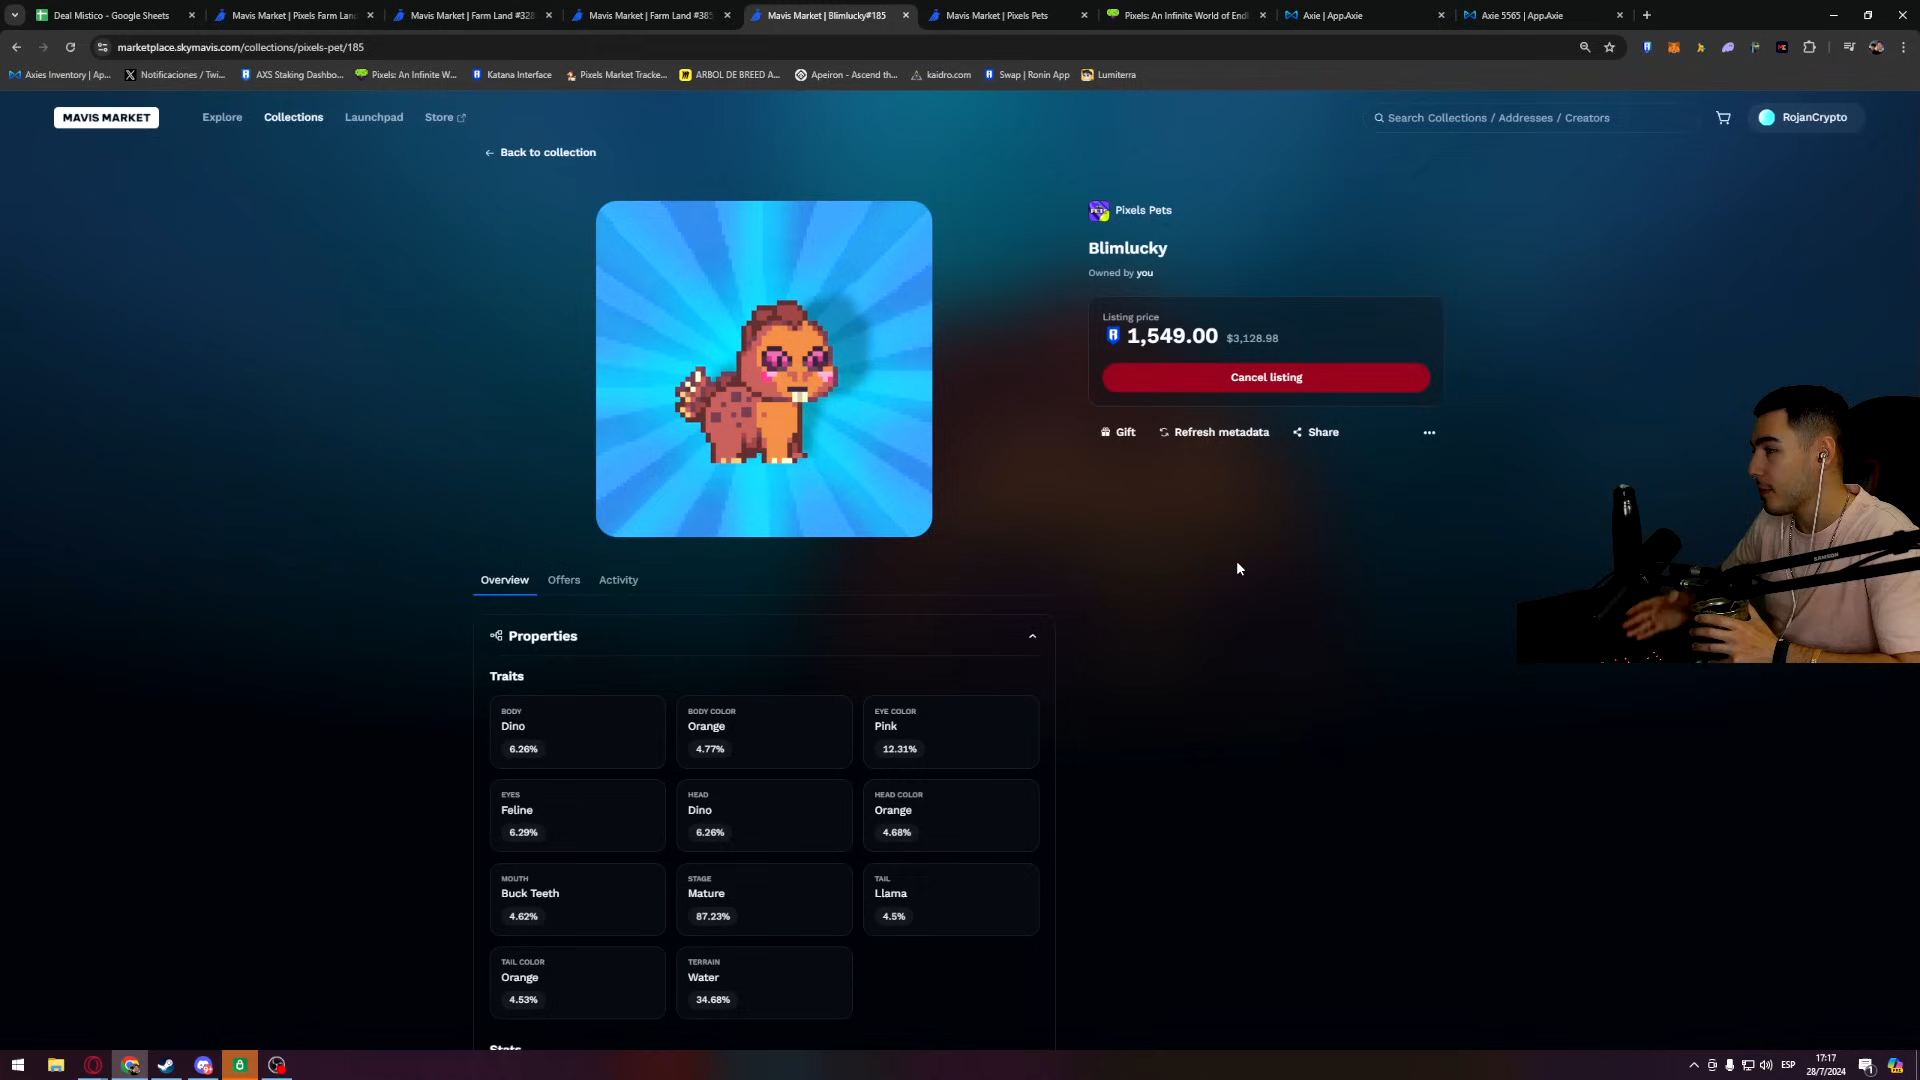 Deal Mistico - Google Sheets
Mavis Market | Pixels Farm Lan
Mavis Market | Farm Land #328
Mavis Market | Farm Land #385
Mavis Market | Blimlucky#185
Mavis Market | Pixels Pets
Pixels: An Infinite World of Endl
Axie | App.Axie
Axie 5565 | App.Axie
marketplace.skymavis.com/collections/pixels-pet/185
Axies Inventory | Ap...
Notificaciones / Twi...
AXS Staking Dashbo...
Pixels: An Infinite W...
Katana Interface
Pixels Market Tracke...
ARBOL DE BREED A...
Apeiron - Ascend th...
kaidro.com
Swap | Ronin App
Lumiterra
MAVIS MARKET
Explore
Collections
Launchpad
Store
Search Collections / Addresses / Creators
RojanCrypto
Back to collection
Pixels Pets
Blimlucky
Owned by you
Listing price
1,549.00 $3,128.98
Cancel listing
Gift
Refresh metadata
Share
Overview
Offers
Activity
Properties
Traits
BODY
Dino
6.26%
BODY COLOR
Orange
4.77%
EYE COLOR
Pink
12.31%
EYES
Feline
6.29%
HEAD
Dino
6.26%
HEAD COLOR
Orange
4.68%
MOUTH
Buck Teeth
4.62%
STAGE
Mature
87.23%
TAIL
Llama
4.5%
TAIL COLOR
Orange
4.53%
TERRAIN
Water
34.68%
Stats
SAMSON
ESP
17:17
28/7/2024